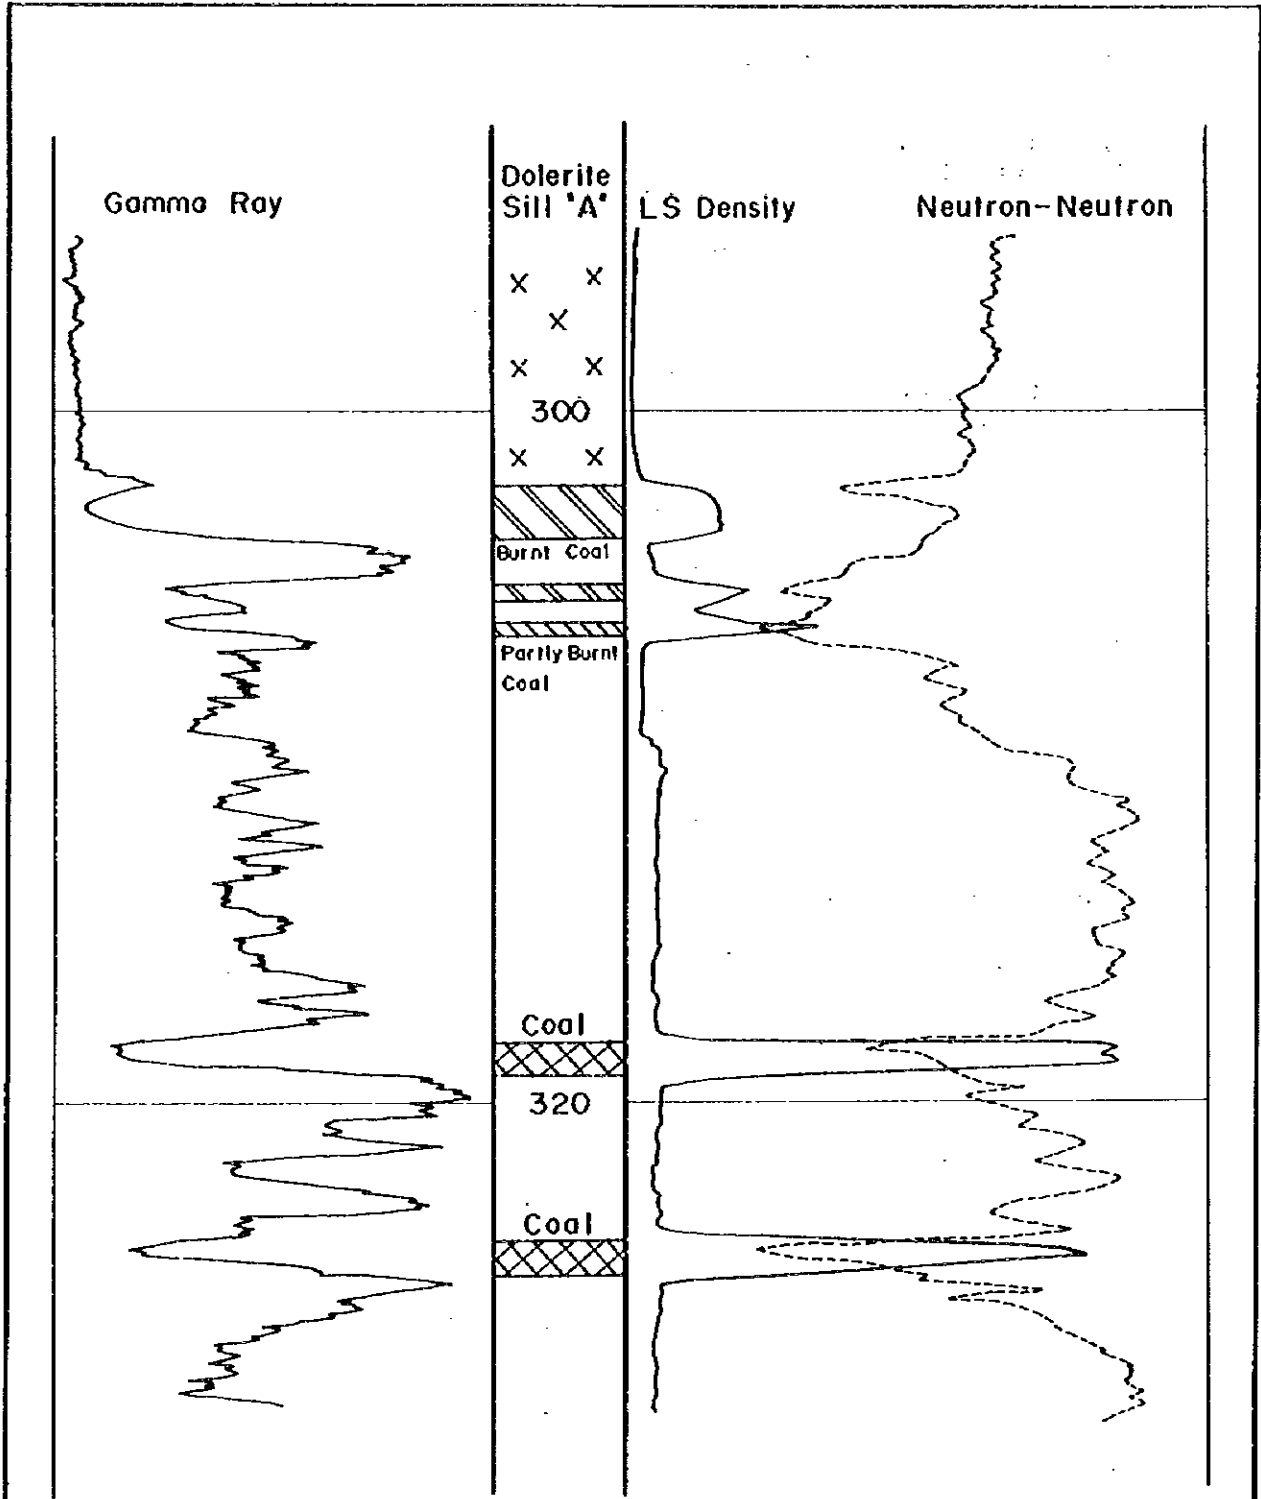 Gamma Ray
Dolerite
Sill "A"
LS Density
Neutron-Neutron
300
Burnt Coal
Partly Burnt
Coal
Coal
320
Coal